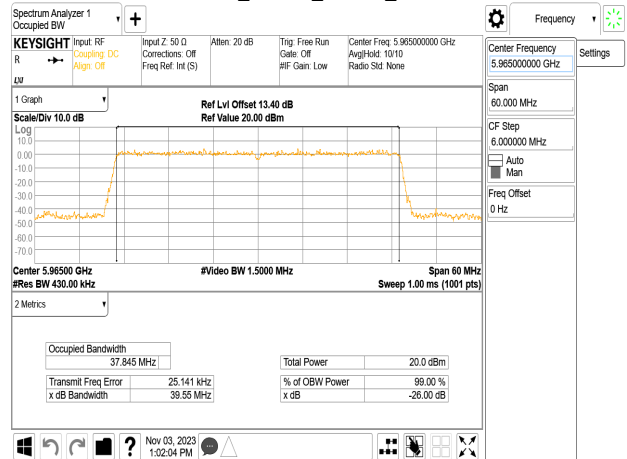 Spectrum Analyzer 1
Occupied BW
Frequency
KEYSIGHT
R
Input: RF
Coupling: DC
Align: Off
Input Z: 50 Ω
Corrections: Off
Freq Ref: Int (S)
Atten: 20 dB
Trig: Free Run
Gate: Off
#IF Gain: Low
Center Freq: 5.965000000 GHz
Avg|Hold: 10/10
Radio Std: None
Center Frequency
5.965000000 GHz
Settings
Span
60.000 MHz
CF Step
6.000000 MHz
Auto
Man
Freq Offset
0 Hz
1 Graph
Scale/Div 10.0 dB
Ref Lvl Offset 13.40 dB
Ref Value 20.00 dBm
Log
10.0
0.00
-10.0
-20.0
-30.0
-40.0
-50.0
-60.0
-70.0
Center 5.96500 GHz
#Video BW 1.5000 MHz
Span 60 MHz
#Res BW 430.00 kHz
Sweep 1.00 ms (1001 pts)
2 Metrics
Occupied Bandwidth
37.845 MHz
Total Power 20.0 dBm
Transmit Freq Error 25.141 kHz
% of OBW Power 99.00 %
x dB Bandwidth 39.55 MHz
x dB -26.00 dB
?
Nov 03, 2023
1:02:04 PM